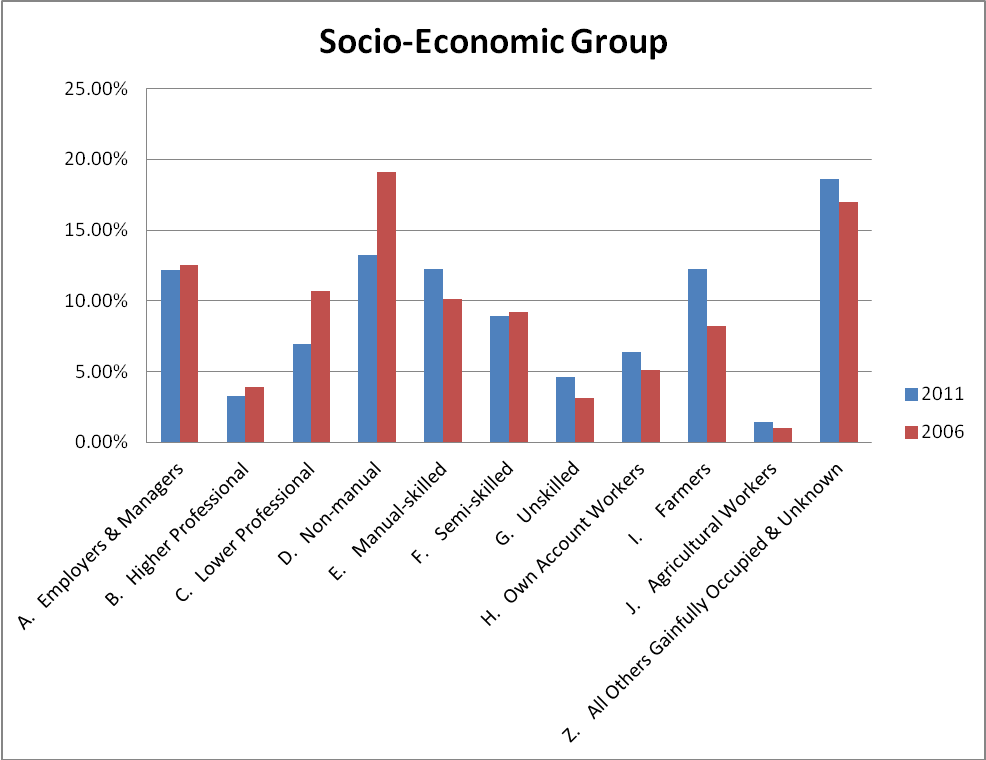 Socio-Economic Group
25.00%
20.00%
15.00%
10.00%
5.00%
0.00%
A. Employers & Managers
B. Higher Professional
C. Lower Professional
D. Non-manual
E. Manual-skilled
F. Semi-skilled
G. Unskilled
H. Own Account Workers
I. Farmers
J. Agricultural Workers
Z. All Others Gainfully Occupied & Unknown
2011
2006